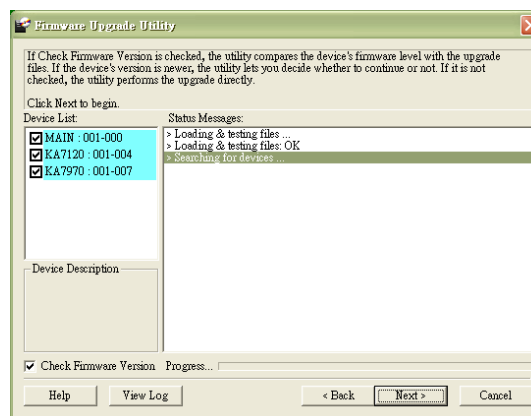 Firmware Upgrade Utility
If Check Firmware Version is checked, the utility compares the device's firmware level with the upgrade
files. If the device's version is newer, the utility lets you decide whether to continue or not. If it is not
checked, the utility performs the upgrade directly.
Click Next to begin.
Device List:
Status Messages:
MAIN : 001-000
KA7120 : 001-004
KA7970 : 001-007
> Loading & testing files ...
> Loading & testing files: OK
> Searching for devices ...
Device Description
Check Firmware Version
Progress...
Help
View Log
< Back
Next >
Cancel